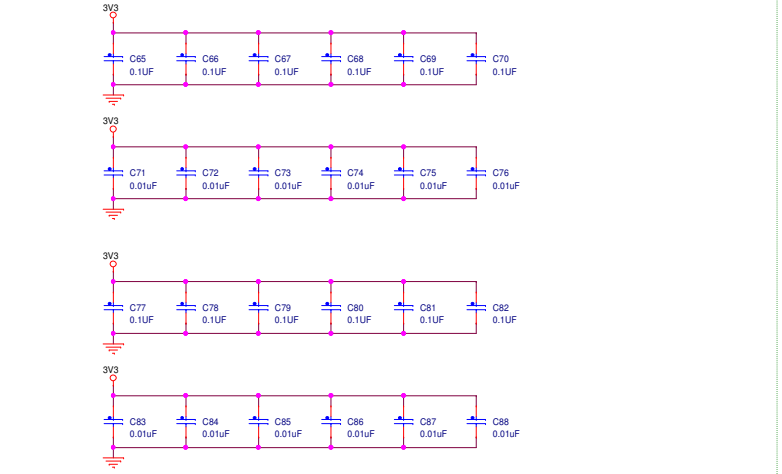 3V3
C65 C66 C67 C68 C69 C70
0.1UF 0.1UF 0.1UF 0.1UF 0.1UF 0.1UF
3V3
C71 C72 C73 C74 C75 C76
0.01uF 0.01uF 0.01uF 0.01uF 0.01uF 0.01uF
3V3
C77 C78 C79 C80 C81 C82
0.1UF 0.1UF 0.1UF 0.1UF 0.1UF 0.1UF
3V3
C83 C84 C85 C86 C87 C88
0.01uF 0.01uF 0.01uF 0.01uF 0.01uF 0.01uF